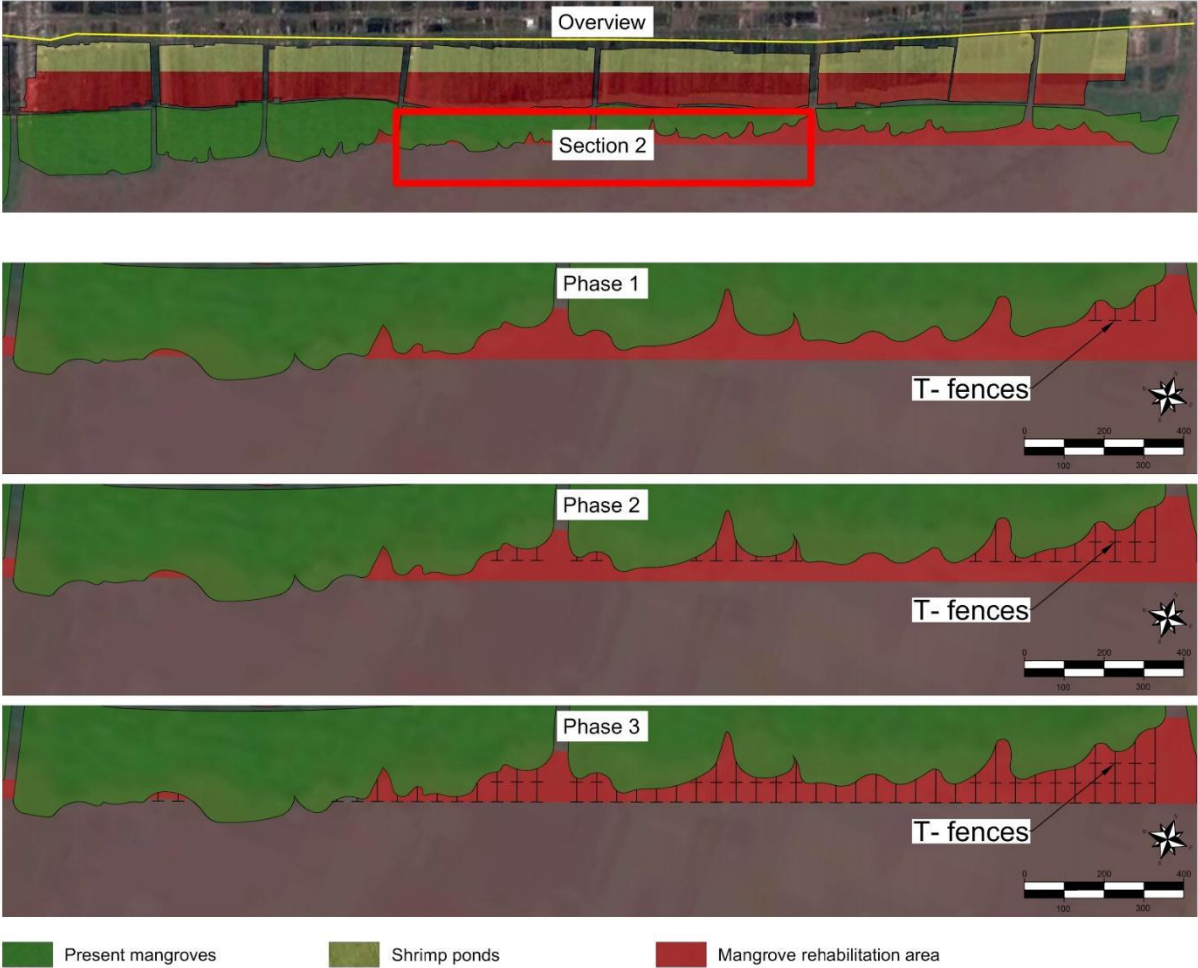 Overview
Section 2
Phase 1
T- fences
0 200 400
100 300
Phase 2
T- fences
0 200 400
100 300
Phase 3
T- fences
0 200 400
100 300
Present mangroves
Shrimp ponds
Mangrove rehabilitation area